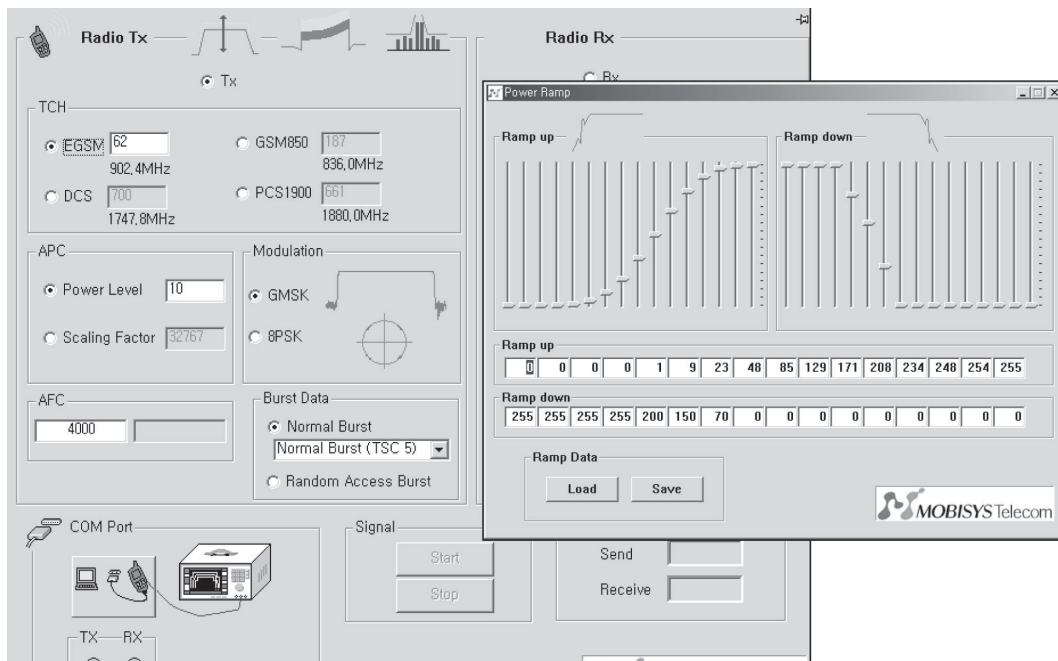 Radio Tx
Tx
TCH
EGSM 62
902,4MHz
GSM850 187
836,0MHz
DCS 700
1747,8MHz
PCS1900 661
1880,0MHz
APC
Power Level 10
Scaling Factor 32767
Modulation
GMSK
8PSK
AFC
4000
Burst Data
Normal Burst
Normal Burst (TSC 5)
Random Access Burst
Radio Rx
Rx
Power Ramp
Ramp up
Ramp down
Ramp up
0 0 0 0 1 9 23 48 85 129 171 208 234 248 254 255
Ramp down
255 255 255 255 200 150 70 0 0 0 0 0 0 0 0 0
Ramp Data
Load
Save
MOBISYS Telecom
COM Port
TX RX
Signal
Start
Stop
Send
Receive